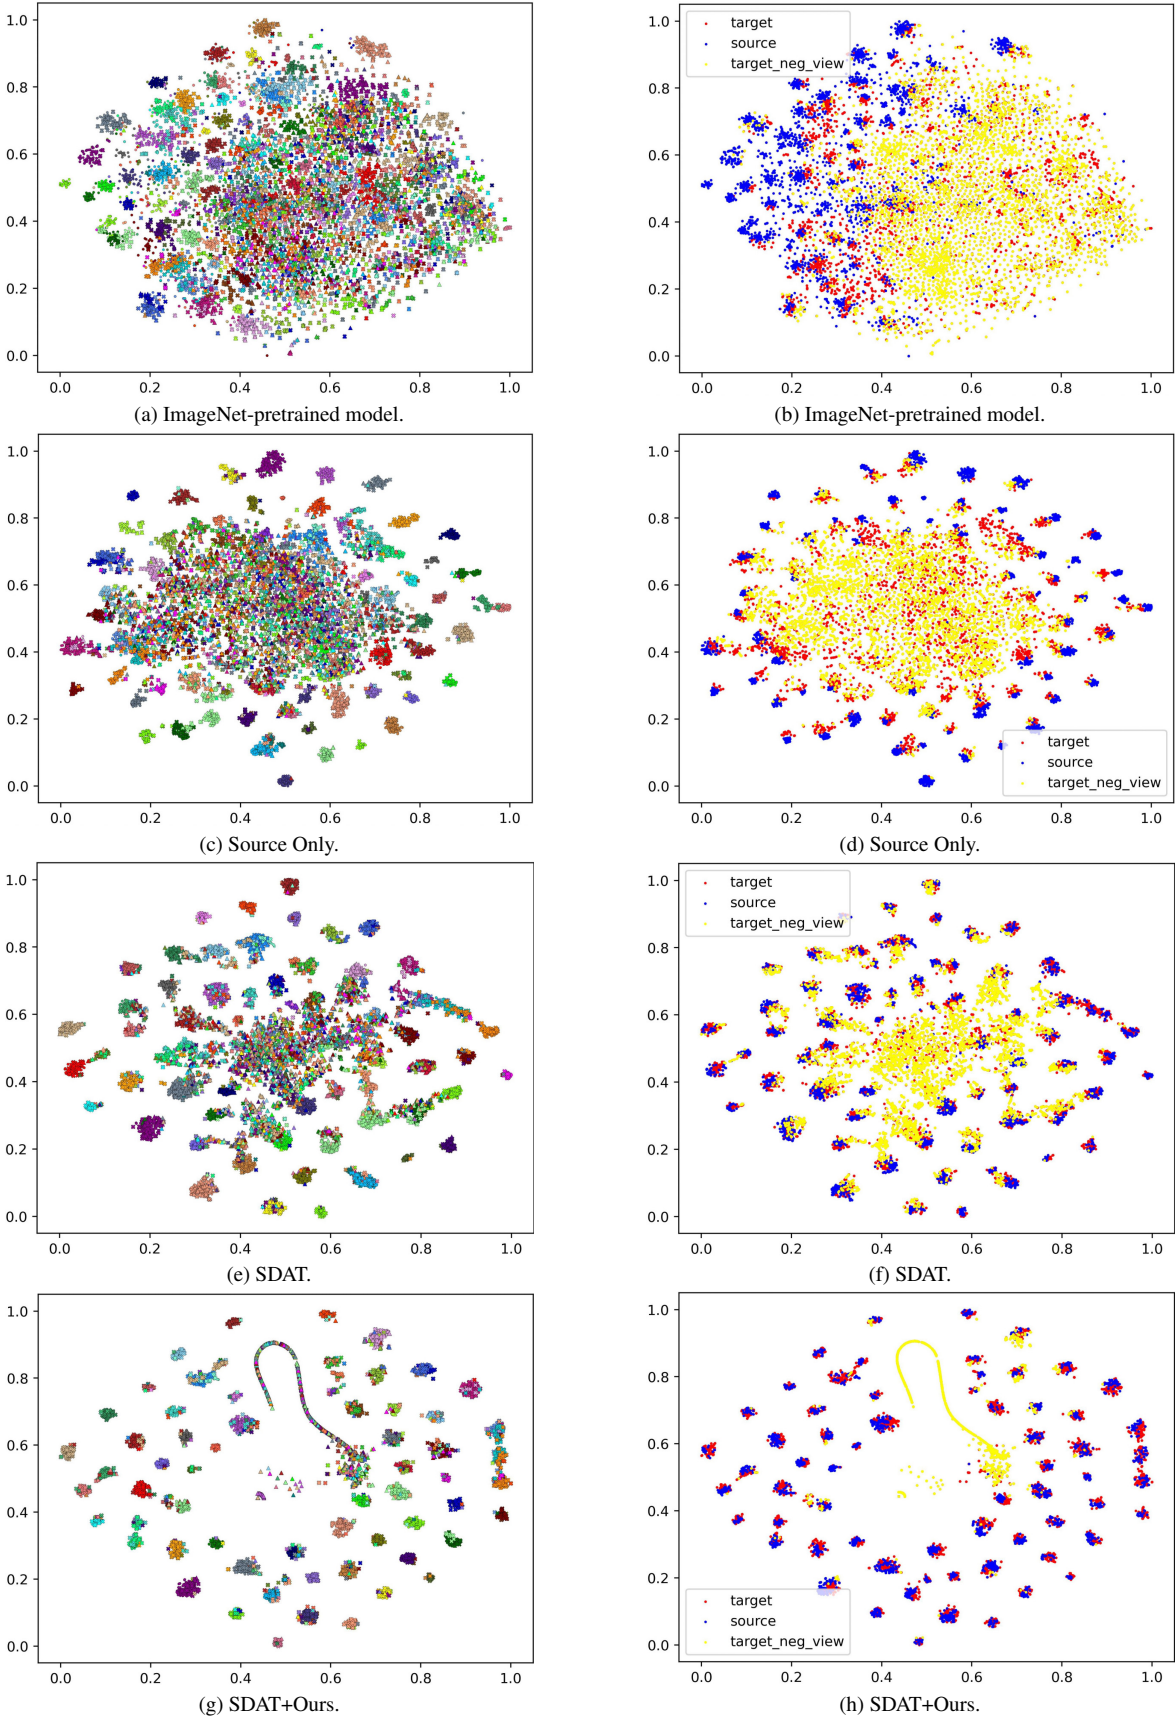 1.0
0.8
0.6
0.4
0.2
0.0
0.0 0.2 0.4 0.6 0.8 1.0
(a) ImageNet-pretrained model.
1.0
0.8
0.6
0.4
0.2
0.0
0.0 0.2 0.4 0.6 0.8 1.0
target
source
target_neg_view
(b) ImageNet-pretrained model.
1.0
0.8
0.6
0.4
0.2
0.0
0.0 0.2 0.4 0.6 0.8 1.0
(c) Source Only.
1.0
0.8
0.6
0.4
0.2
0.0
0.0 0.2 0.4 0.6 0.8 1.0
target
source
target_neg_view
(d) Source Only.
1.0
0.8
0.6
0.4
0.2
0.0
0.0 0.2 0.4 0.6 0.8 1.0
(e) SDAT.
1.0
0.8
0.6
0.4
0.2
0.0
0.0 0.2 0.4 0.6 0.8 1.0
target
source
target_neg_view
(f) SDAT.
1.0
0.8
0.6
0.4
0.2
0.0
0.0 0.2 0.4 0.6 0.8 1.0
(g) SDAT+Ours.
1.0
0.8
0.6
0.4
0.2
0.0
0.0 0.2 0.4 0.6 0.8 1.0
target
source
target_neg_view
(h) SDAT+Ours.